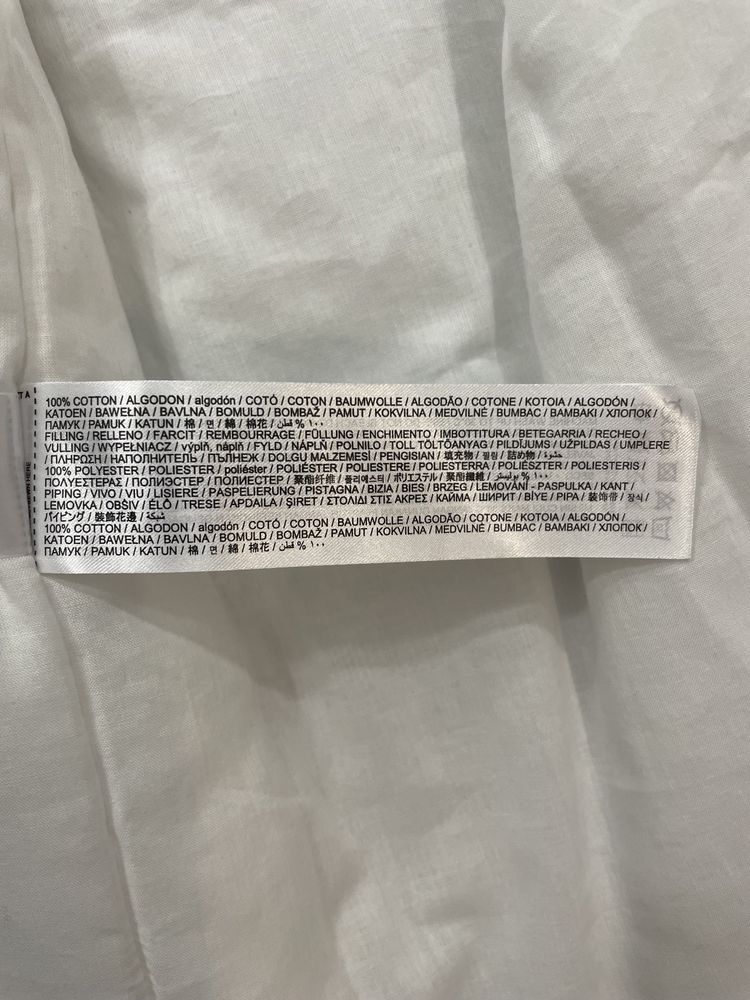 100% COTTON / ALGODON / algodón / COTÓ / COTON / BAUMWOLLE / ALGODÃO / COTONE / KOTOIA / ALGODÓN /
KATOEN / BAWEŁNA / BAVLNA / BOMULD / BOMBAŽ / PAMUT / KOKVILNA / MEDVILNĖ / BUMBAC / BAMBAKI / ХЛОПОК /
ПАМУК / PAMUK / KATUN / 棉 / 면 / 綿 / 棉花 / قطن % ١٠٠
FILLING / RELLENO / FARCIT / REMBOURRAGE / FÜLLUNG / ENCHIMENTO / IMBOTTITURA / BETEGARRIA / RECHEO /
VULLING / WYPEŁNIACZ / výplň, náplň / FYLD / NÁPLŇ / POLNILO / TOLL TÖLTŐANYAG / PILDĪJUMS / UŽPILDAS / UMPLERE
/ ΠΛΗΡΩΣΗ / НАПОЛНИТЕЛЬ / ПЪЛНЕЖ / DOLGU MALZEMESİ / PENGISIAN / 填充物 / 필링 / 詰め物 / حشوة
100% POLYESTER / POLIESTER / poliéster / POLIÈSTER / POLIESTERE / POLIESTERRA / POLIÉSZTER / POLIESTERIS /
ΠΟΛΥΕΣΤΕΡΑΣ / ПОЛИЭСТЕР / ПОЛИЕСТЕР / 聚酯纤维 / 폴리에스터 / ポリエステル / 聚酯纖維 / بوليستر % ١٠٠
PIPING / VIVO / VIU / LISIERE / PASPELIERUNG / PISTAGNA / BIZIA / BIES / BRZEG / LEMOVÁNÍ - PASPULKA / KANT /
LEMOVKA / OBŠIV / ÉLŐ / TRESE / APDAILA / ŞIRET / ΣΤΟΛΙΔΙ ΣΤΙΣ ΑΚΡΕΣ / КАЙМА / ШИРИТ / BİYE / PIPA / 装饰带 / 장식 /
パイピング / 裝飾花邊 / شبكة
100% COTTON / ALGODON / algodón / COTÓ / COTON / BAUMWOLLE / ALGODÃO / COTONE / KOTOIA / ALGODÓN /
KATOEN / BAWEŁNA / BAVLNA / BOMULD / BOMBAŽ / PAMUT / KOKVILNA / MEDVILNĖ / BUMBAC / BAMBAKI / ХЛОПОК /
ПАМУК / PAMUK / KATUN / 棉 / 면 / 綿 / 棉花 / قطن % ١٠٠